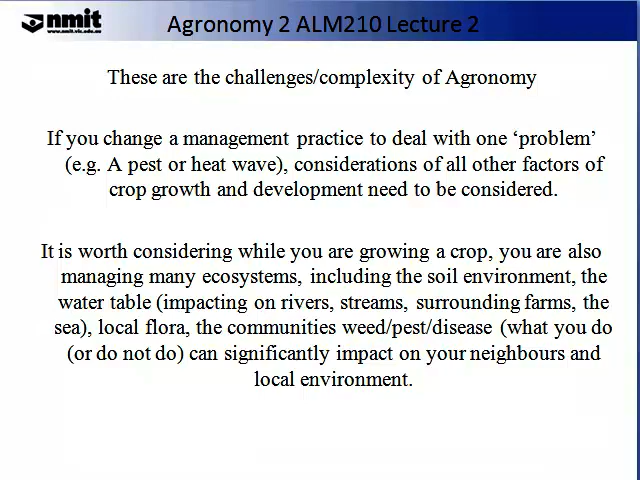 nmit
www.nmit.vic.edu.au
Agronomy 2 ALM210 Lecture 2
These are the challenges/complexity of Agronomy
If you change a management practice to deal with one ‘problem’
(e.g. A pest or heat wave), considerations of all other factors of
crop growth and development need to be considered.
It is worth considering while you are growing a crop, you are also
managing many ecosystems, including the soil environment, the
water table (impacting on rivers, streams, surrounding farms, the
sea), local flora, the communities weed/pest/disease (what you do
(or do not do) can significantly impact on your neighbours and
local environment.